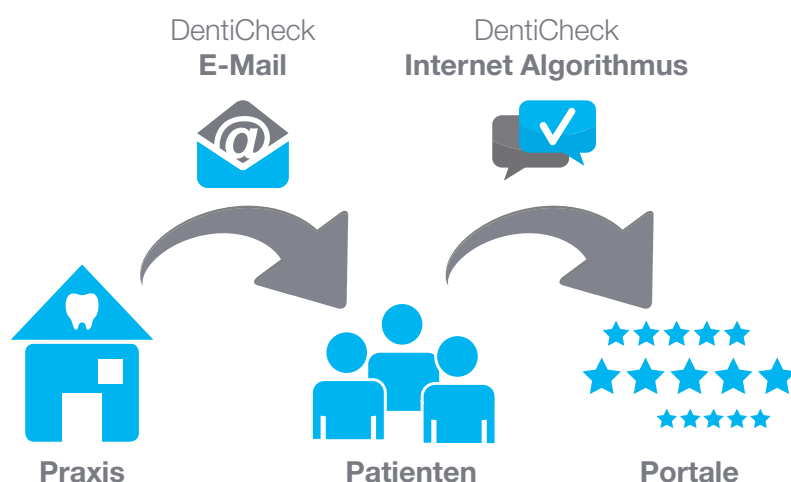 DentiCheck
E-Mail
DentiCheck
Internet Algorithmus
@
Praxis
Patienten
Portale